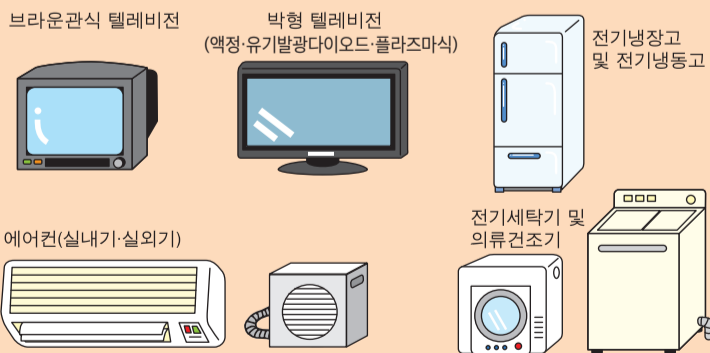 브라운관식 텔레비전
박형 텔레비전
(액정·유기발광다이오드·플라즈마식)
전기냉장고
및 전기냉동고
에어컨(실내기·실외기)
전기세탁기 및
의류건조기